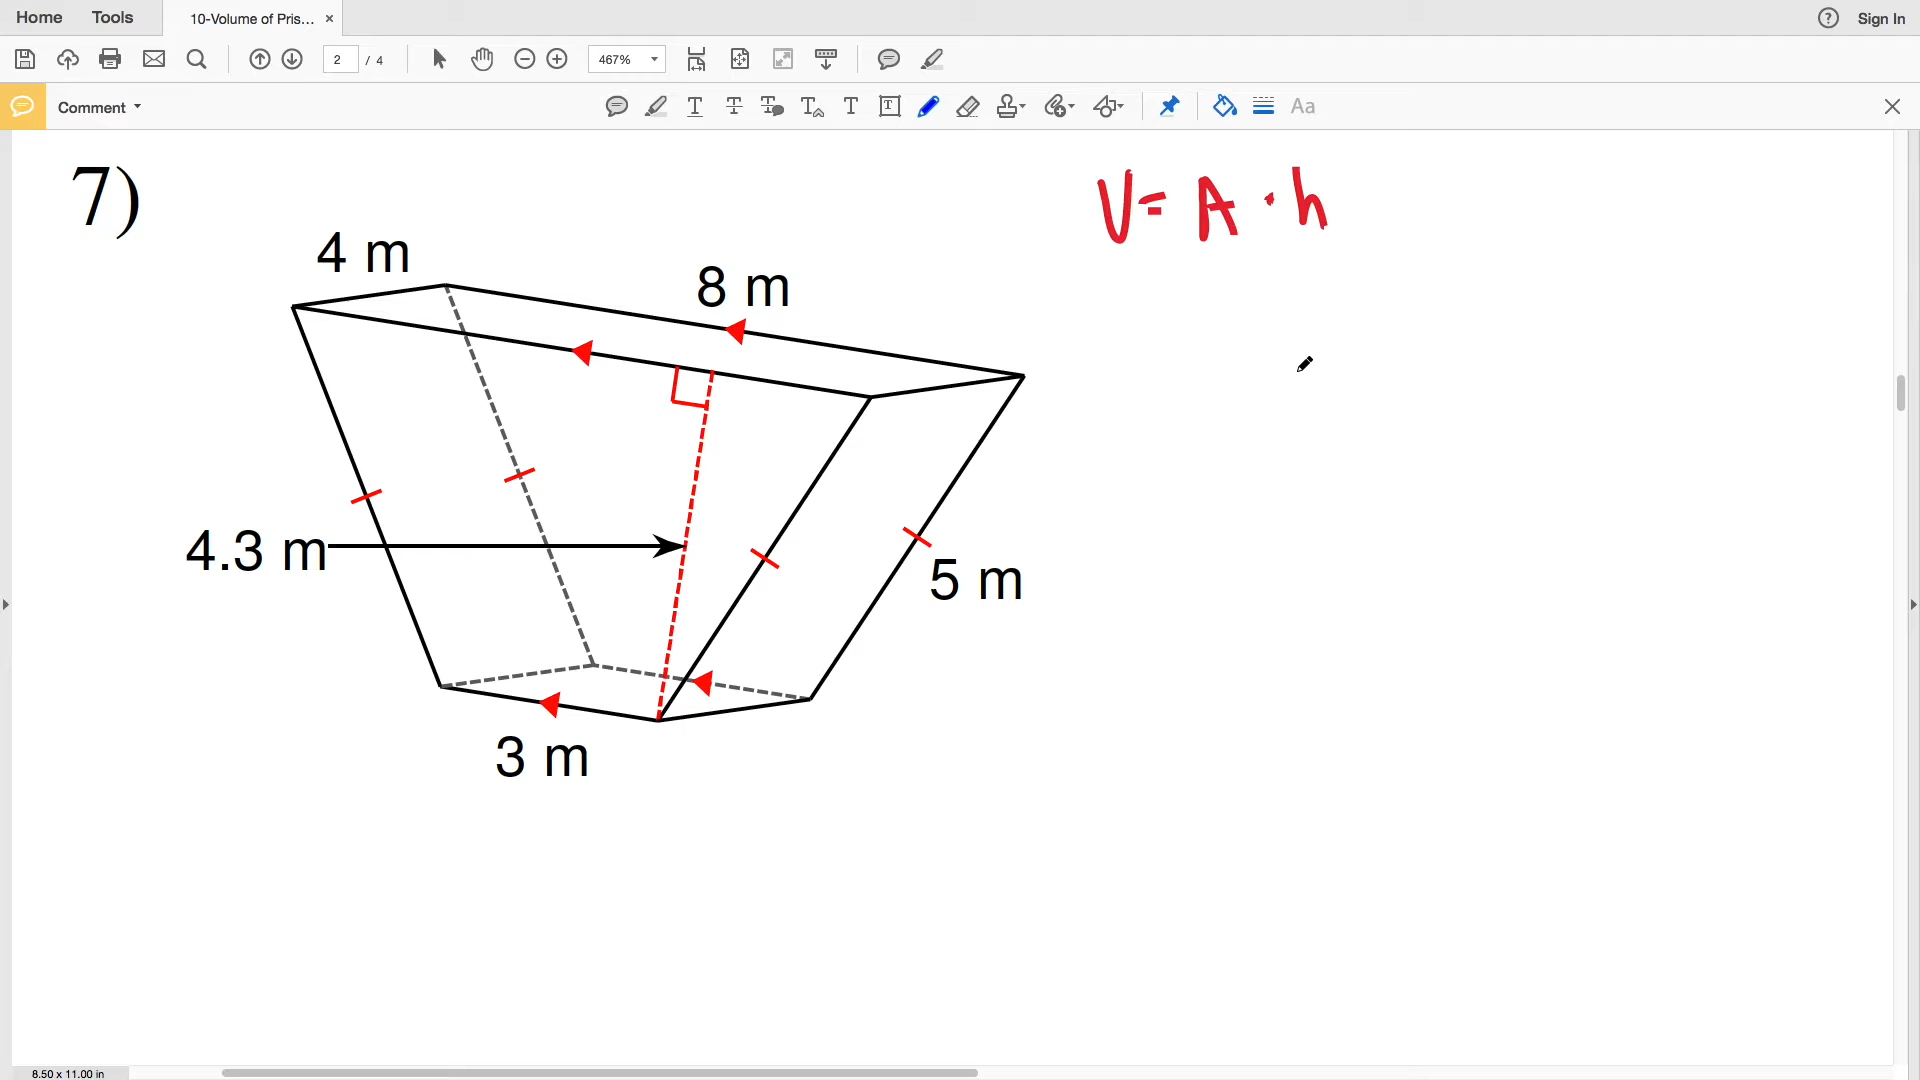 Home Tools 10-Volume of Pris... × ? Sign In
2 / 4 467%
Comment Aa
7)
V = A · h
4 m
8 m
4.3 m
5 m
3 m
8.50 x 11.00 in